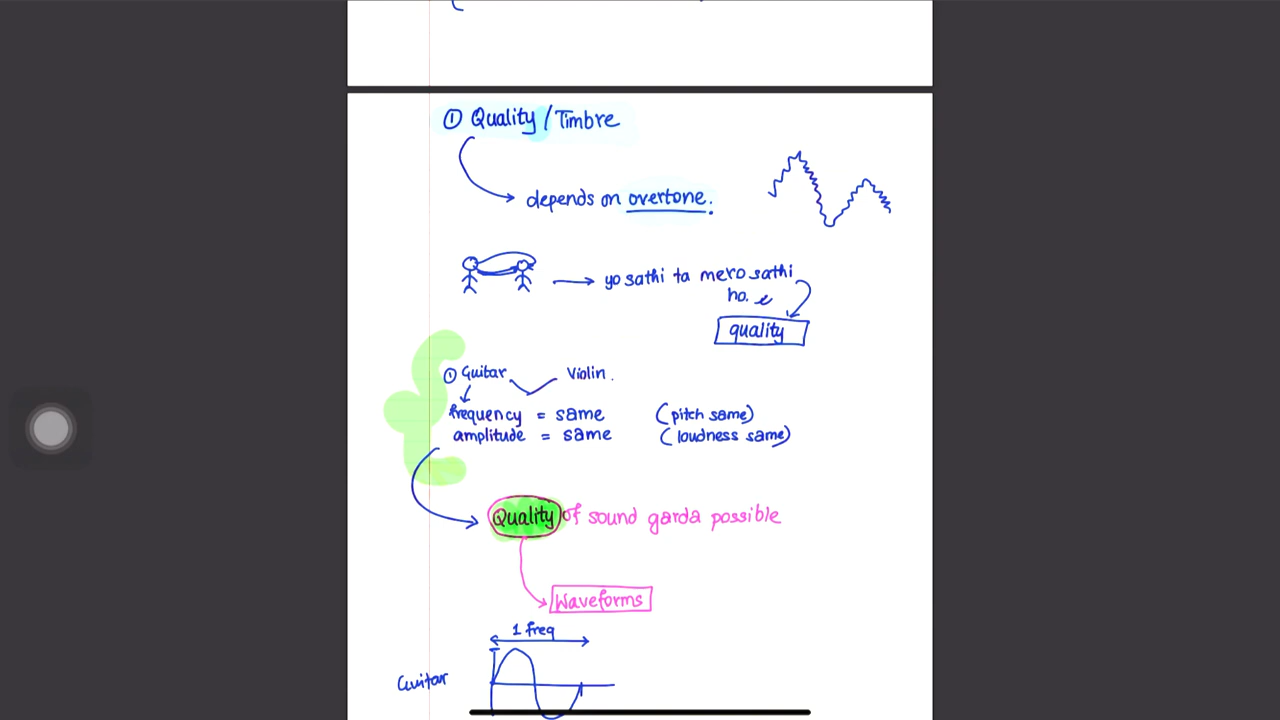 ① Quality / Timbre
depends on overtone.
yo sathi ta mero sathi
ho.
quality
① Guitar Violin.
frequency = same (pitch same)
amplitude = same (loudness same)
Quality of sound garda possible
Waveforms
1 freq
Guitar